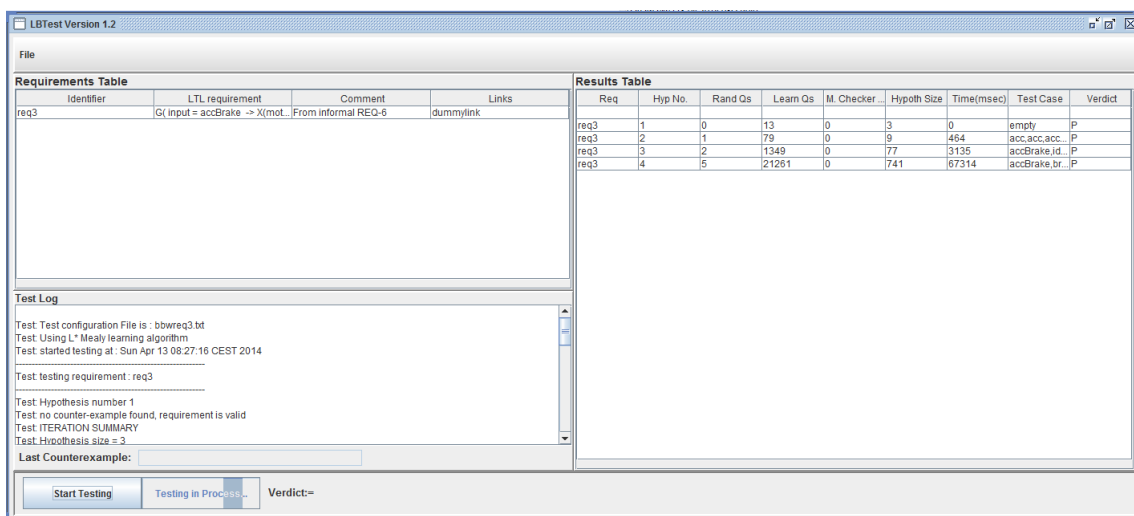 LBTest Version 1.2
File
Requirements Table
Identifier LTL requirement Comment Links
req3 G( input = accBrake -> X(mot... From informal REQ-6 dummylink
Results Table
Req Hyp No. Rand Qs Learn Qs M. Checker ... Hypoth Size Time(msec) Test Case Verdict
req3 1 0 13 0 3 0 empty P
req3 2 1 79 0 9 464 acc,acc,acc... P
req3 3 2 1349 0 77 3135 accBrake,id... P
req3 4 5 21261 0 741 67314 accBrake,br... P
Test Log
Test: Test configuration File is : bbwreq3.txt
Test: Using L* Mealy learning algorithm
Test: started testing at : Sun Apr 13 08:27:16 CEST 2014
------------------------------------------------------------
Test: testing requirement : req3
------------------------------------------------------------
Test: Hypothesis number 1
Test: no counter-example found, requirement is valid
Test: ITERATION SUMMARY
Test: Hypothesis size = 3
Last Counterexample:
Start Testing Testing in Process... Verdict:=